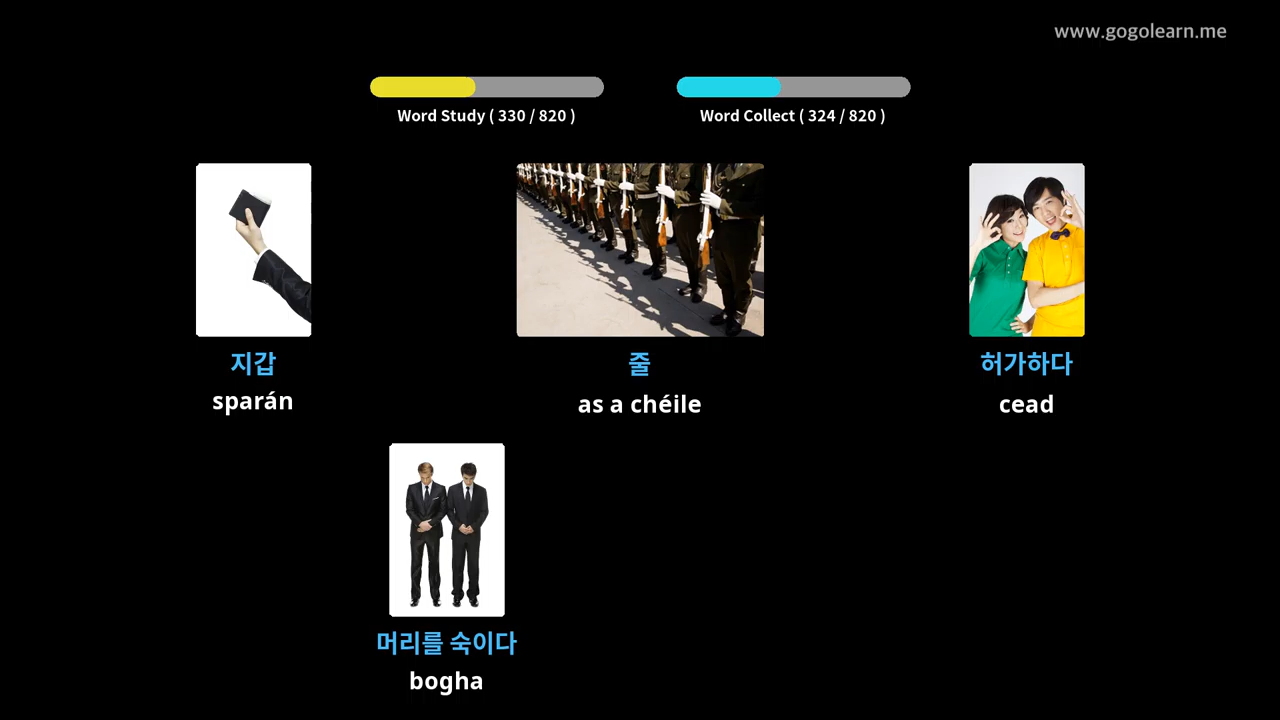 www.gogolearn.me
Word Study ( 330 / 820 )
Word Collect ( 324 / 820 )
지갑
sparán
줄
as a chéile
허가하다
cead
머리를 숙이다
bogha